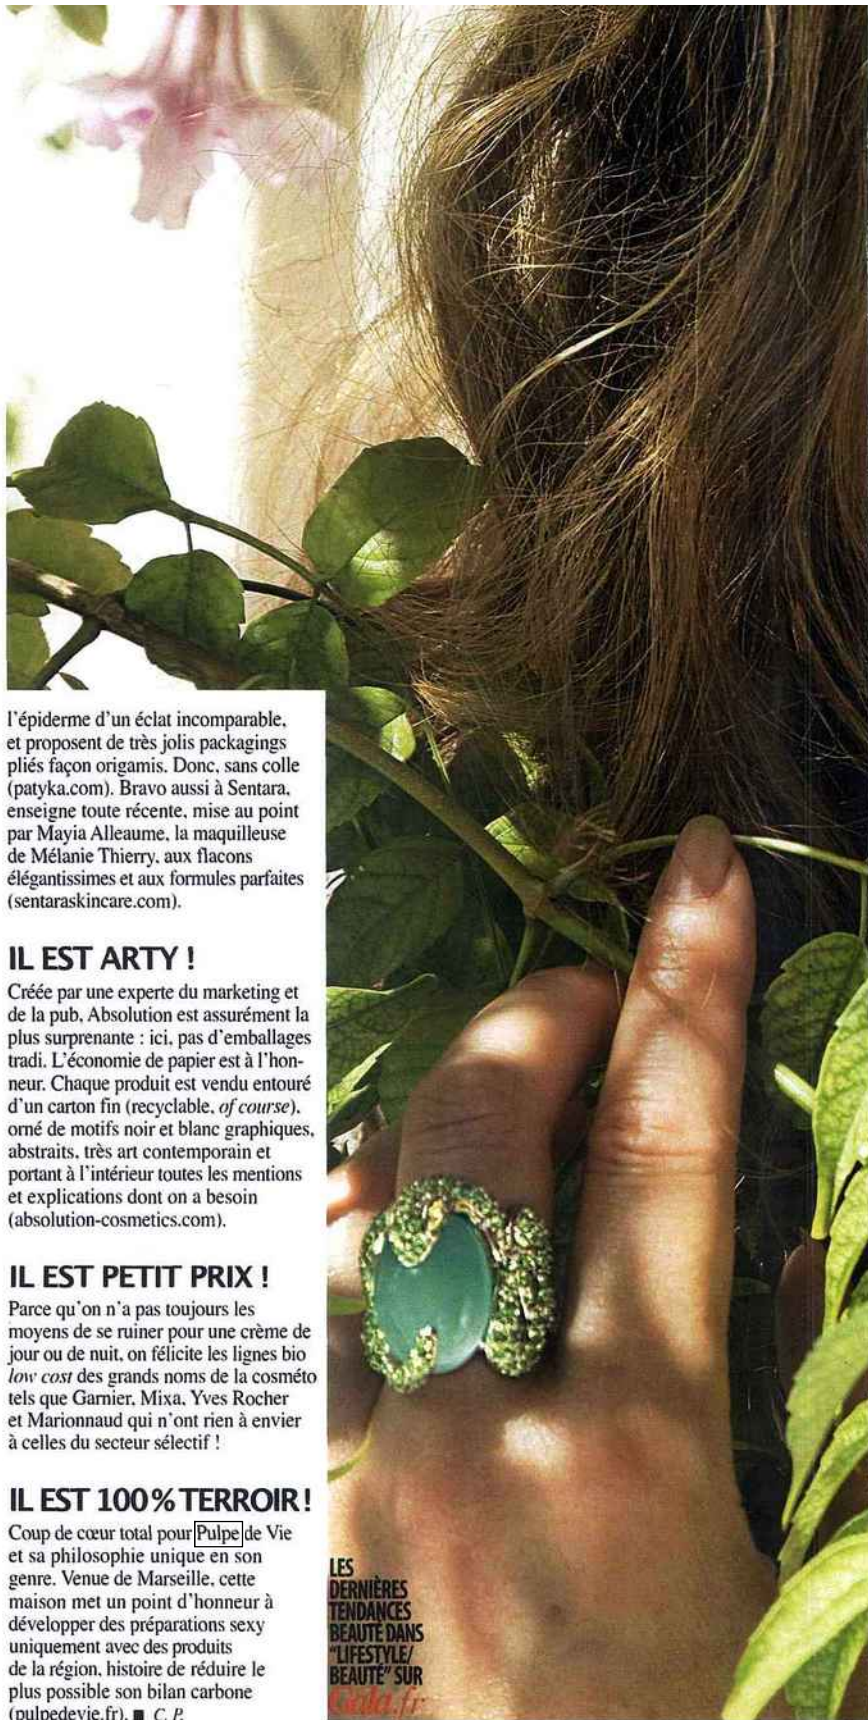 l'épiderme d'un éclat incomparable,
et proposent de très jolis packagings
pliés façon origamis. Donc, sans colle
(patyka.com). Bravo aussi à Sentara,
enseigne toute récente, mise au point
par Mayia Alleaume, la maquilleuse
de Mélanie Thierry, aux flacons
élégantissimes et aux formules parfaites
(sentaraskincare.com).
IL EST ARTY !
Créée par une experte du marketing et
de la pub, Absolution est assurément la
plus surprenante : ici, pas d'emballages
tradi. L'économie de papier est à l'hon-
neur. Chaque produit est vendu entouré
d'un carton fin (recyclable, of course),
orné de motifs noir et blanc graphiques,
abstraits, très art contemporain et
portant à l'intérieur toutes les mentions
et explications dont on a besoin
(absolution-cosmetics.com).
IL EST PETIT PRIX !
Parce qu'on n'a pas toujours les
moyens de se ruiner pour une crème de
jour ou de nuit, on félicite les lignes bio
low cost des grands noms de la cosméto
tels que Garnier, Mixa, Yves Rocher
et Marionnaud qui n'ont rien à envier
à celles du secteur sélectif !
IL EST 100% TERROIR !
Coup de cœur total pour Pulpe de Vie
et sa philosophie unique en son
genre. Venue de Marseille, cette
maison met un point d'honneur à
développer des préparations sexy
uniquement avec des produits
de la région, histoire de réduire le
plus possible son bilan carbone
(pulpedevie.fr). ■ C. P.
LES
DERNIÈRES
TENDANCES
BEAUTÉ DANS
"LIFESTYLE/
BEAUTÉ" SUR
Gala.fr